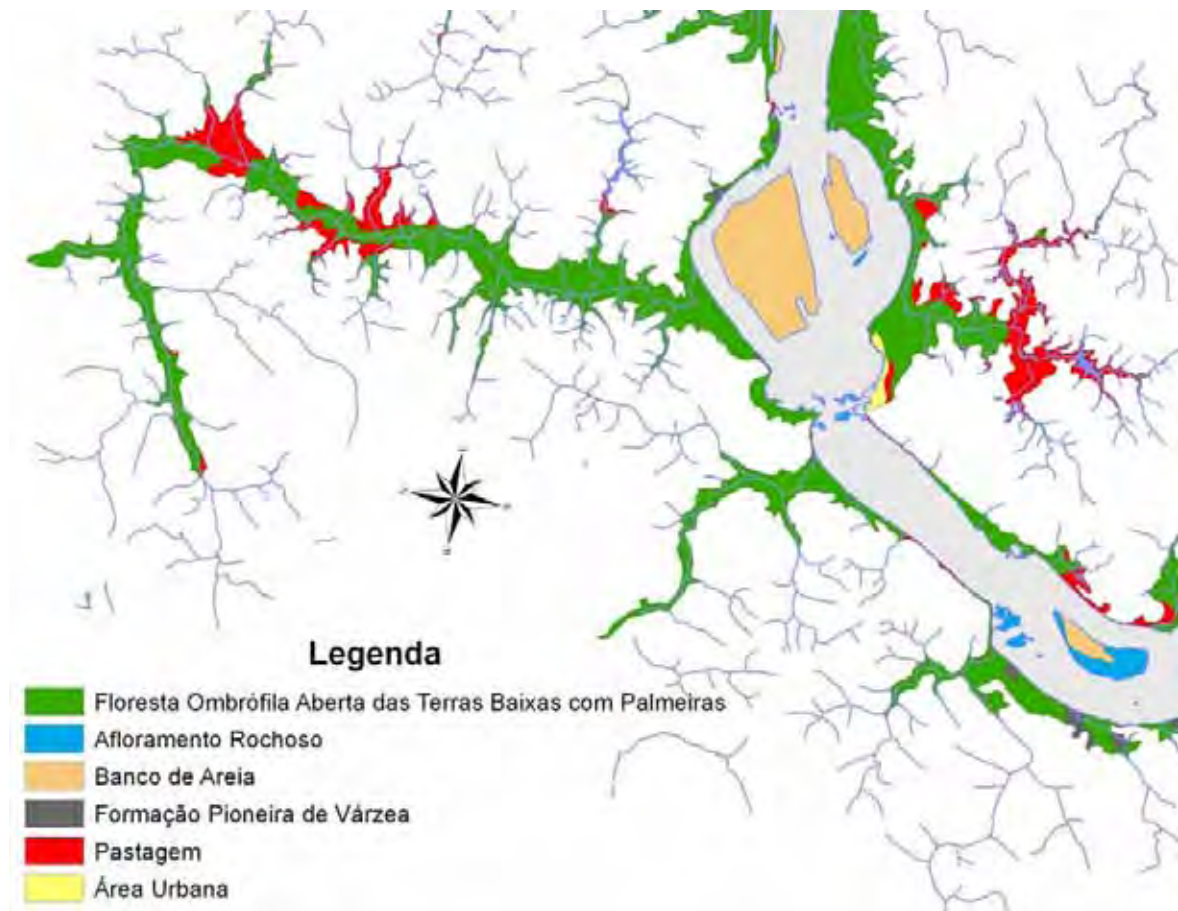 Legenda
Floresta Ombrófila Aberta das Terras Baixas com Palmeiras
Afloramento Rochoso
Banco de Areia
Formação Pioneira de Várzea
Pastagem
Área Urbana